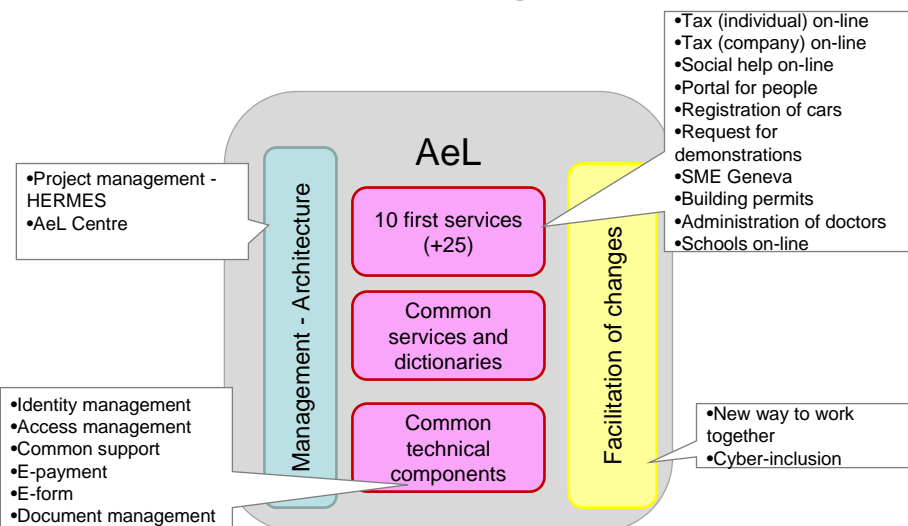 •Tax (individual) on-line
•Tax (company) on-line
•Social help on-line
•Portal for people
•Registration of cars
•Request for
demonstrations
•SME Geneva
•Building permits
•Administration of doctors
•Schools on-line
AeL
•Project management -
HERMES
•AeL Centre
Management - Architecture
10 first services
(+25)
Common
services and
dictionaries
Common
technical
components
Facilitation of changes
•Identity management
•Access management
•Common support
•E-payment
•E-form
•Document management
•New way to work
together
•Cyber-inclusion